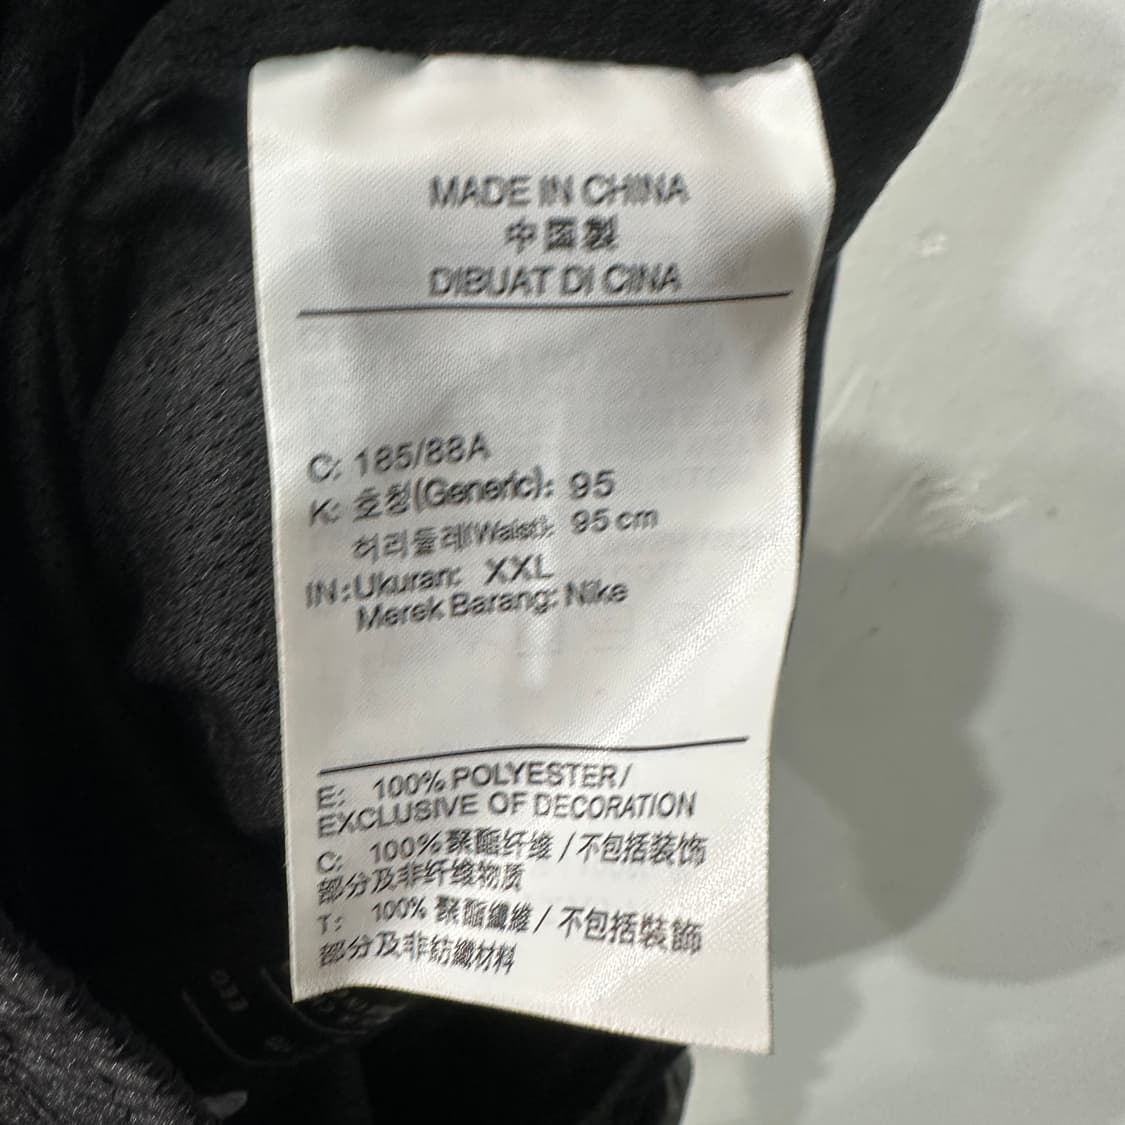 MADE IN CHINA
中国製
DIBUAT DI CINA
C: 185/88A
K: 호칭(Generic): 95
허리둘레(Waist): 95 cm
IN: Ukuran: XXL
Merek Barang: Nike
E: 100% POLYESTER/
EXCLUSIVE OF DECORATION
C: 100% 聚酯纤维 / 不包括装饰
部分及非纤维物质
T: 100% 聚酯纖維 / 不包括裝飾
部分及非紡織材料